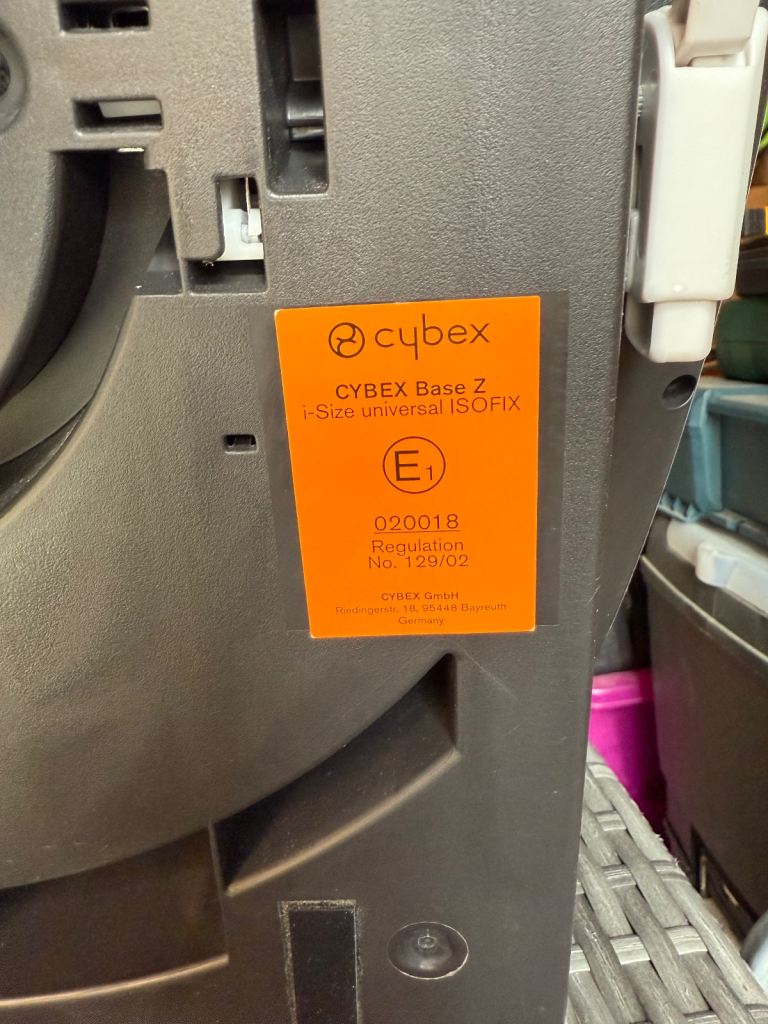 cybex
CYBEX Base Z
i-Size universal ISOFIX
E1
020018
Regulation
No. 129/02
CYBEX GmbH
Riedingerstr. 18, 95448 Bayreuth
Germany